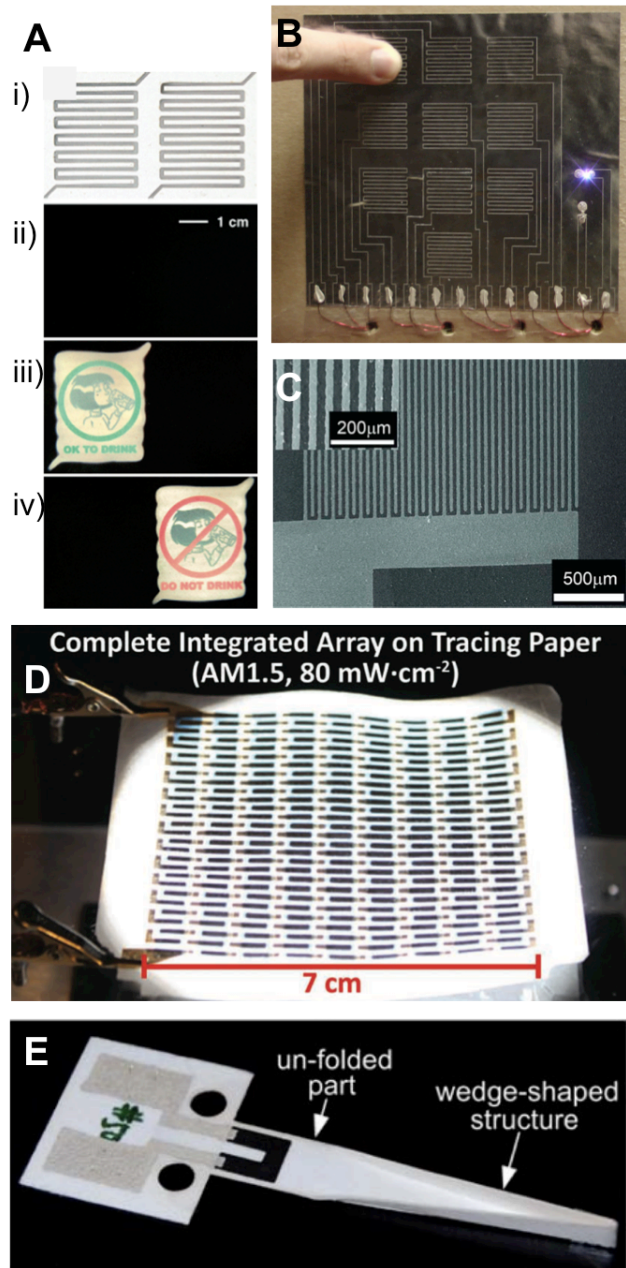 A
i)
ii)
1 cm
iii)
OK TO DRINK
iv)
DO NOT DRINK
B
C
200μm
500μm
Complete Integrated Array on Tracing Paper
(AM1.5, 80 mW·cm⁻²)
D
7 cm
E
un-folded
part
wedge-shaped
structure